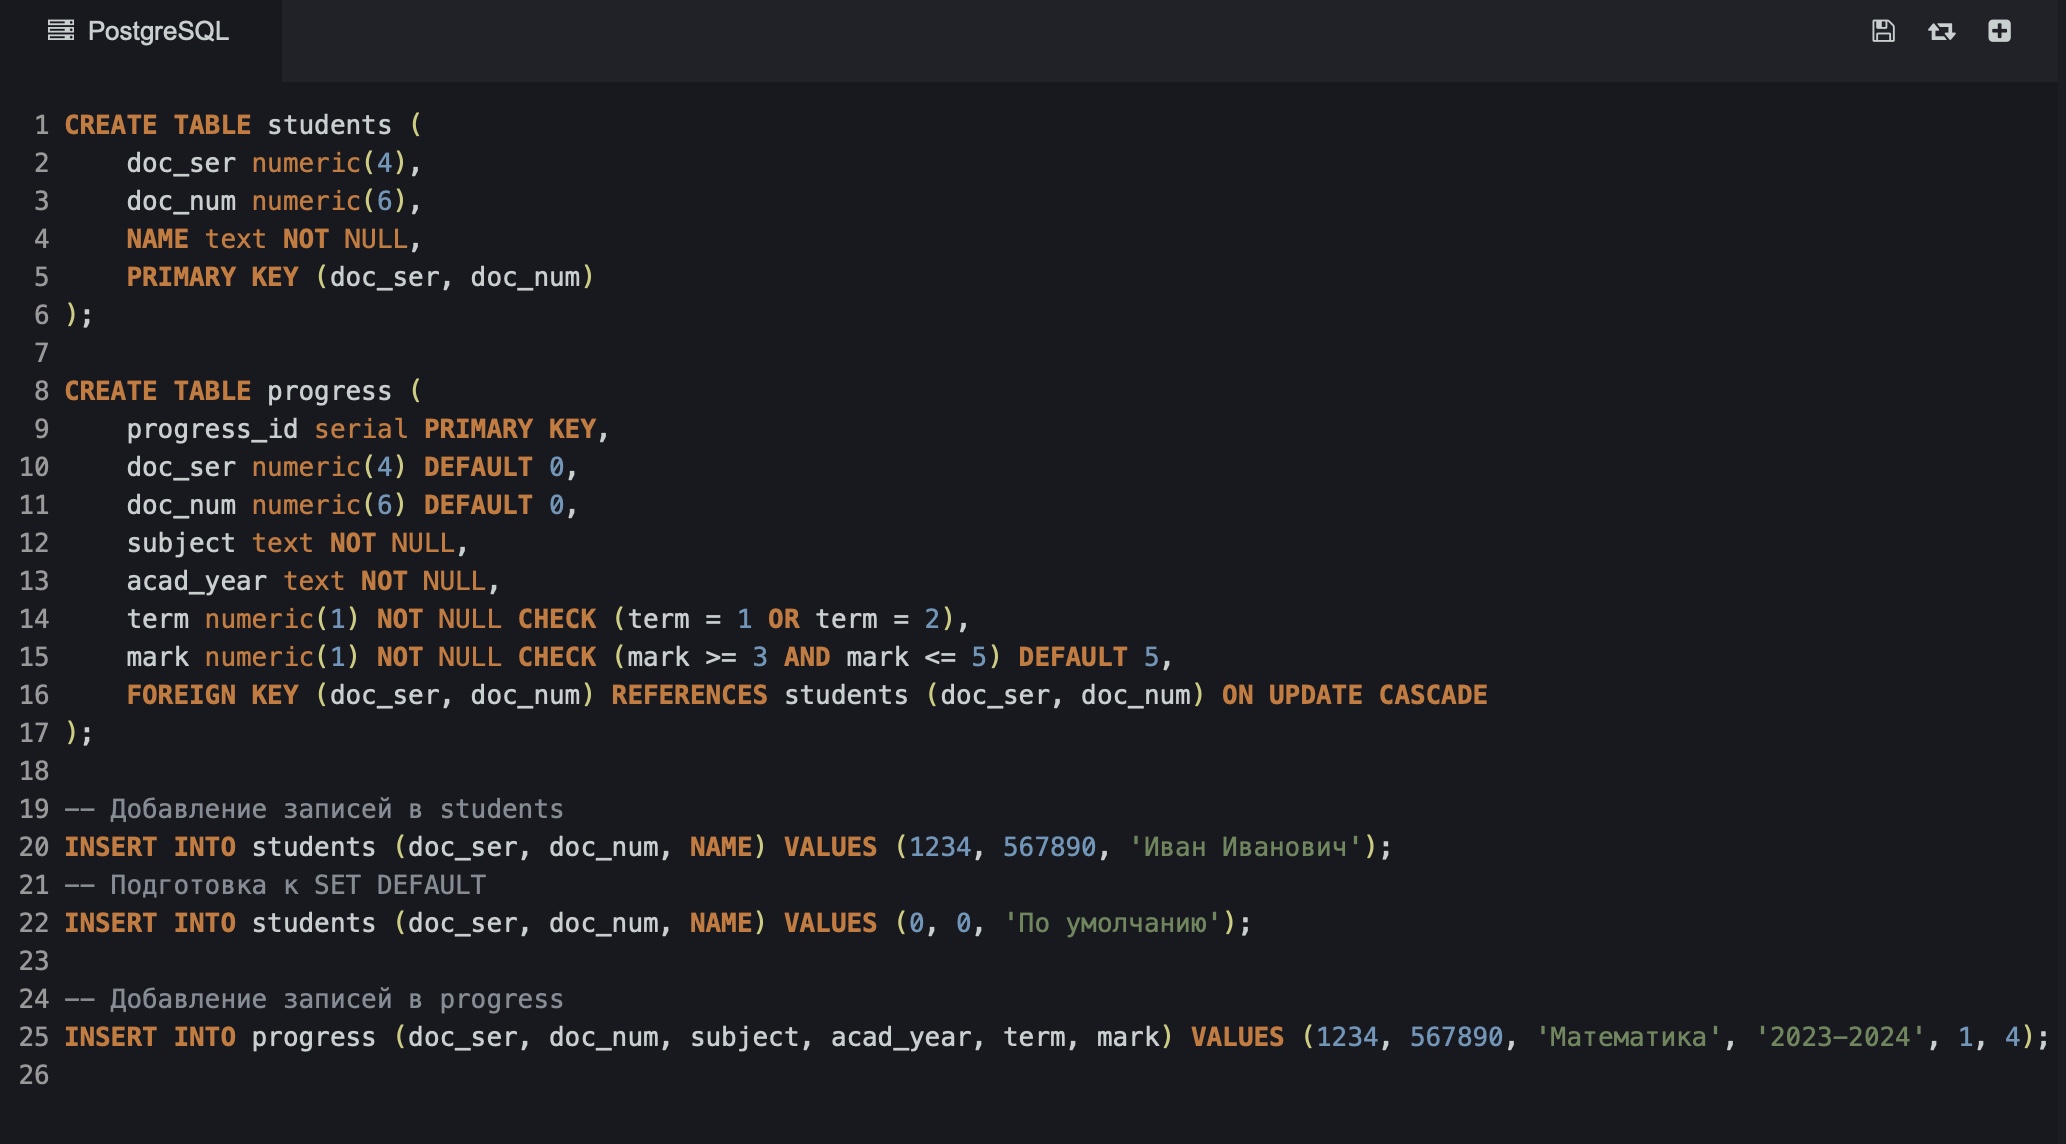 PostgreSQL
1 CREATE TABLE students (
2     doc_ser numeric(4),
3     doc_num numeric(6),
4     NAME text NOT NULL,
5     PRIMARY KEY (doc_ser, doc_num)
6 );
7
8 CREATE TABLE progress (
9     progress_id serial PRIMARY KEY,
10     doc_ser numeric(4) DEFAULT 0,
11     doc_num numeric(6) DEFAULT 0,
12     subject text NOT NULL,
13     acad_year text NOT NULL,
14     term numeric(1) NOT NULL CHECK (term = 1 OR term = 2),
15     mark numeric(1) NOT NULL CHECK (mark >= 3 AND mark <= 5) DEFAULT 5,
16     FOREIGN KEY (doc_ser, doc_num) REFERENCES students (doc_ser, doc_num) ON UPDATE CASCADE
17 );
18
19 -- Добавление записей в students
20 INSERT INTO students (doc_ser, doc_num, NAME) VALUES (1234, 567890, 'Иван Иванович');
21 -- Подготовка к SET DEFAULT
22 INSERT INTO students (doc_ser, doc_num, NAME) VALUES (0, 0, 'По умолчанию');
23
24 -- Добавление записей в progress
25 INSERT INTO progress (doc_ser, doc_num, subject, acad_year, term, mark) VALUES (1234, 567890, 'Математика', '2023-2024', 1, 4);
26